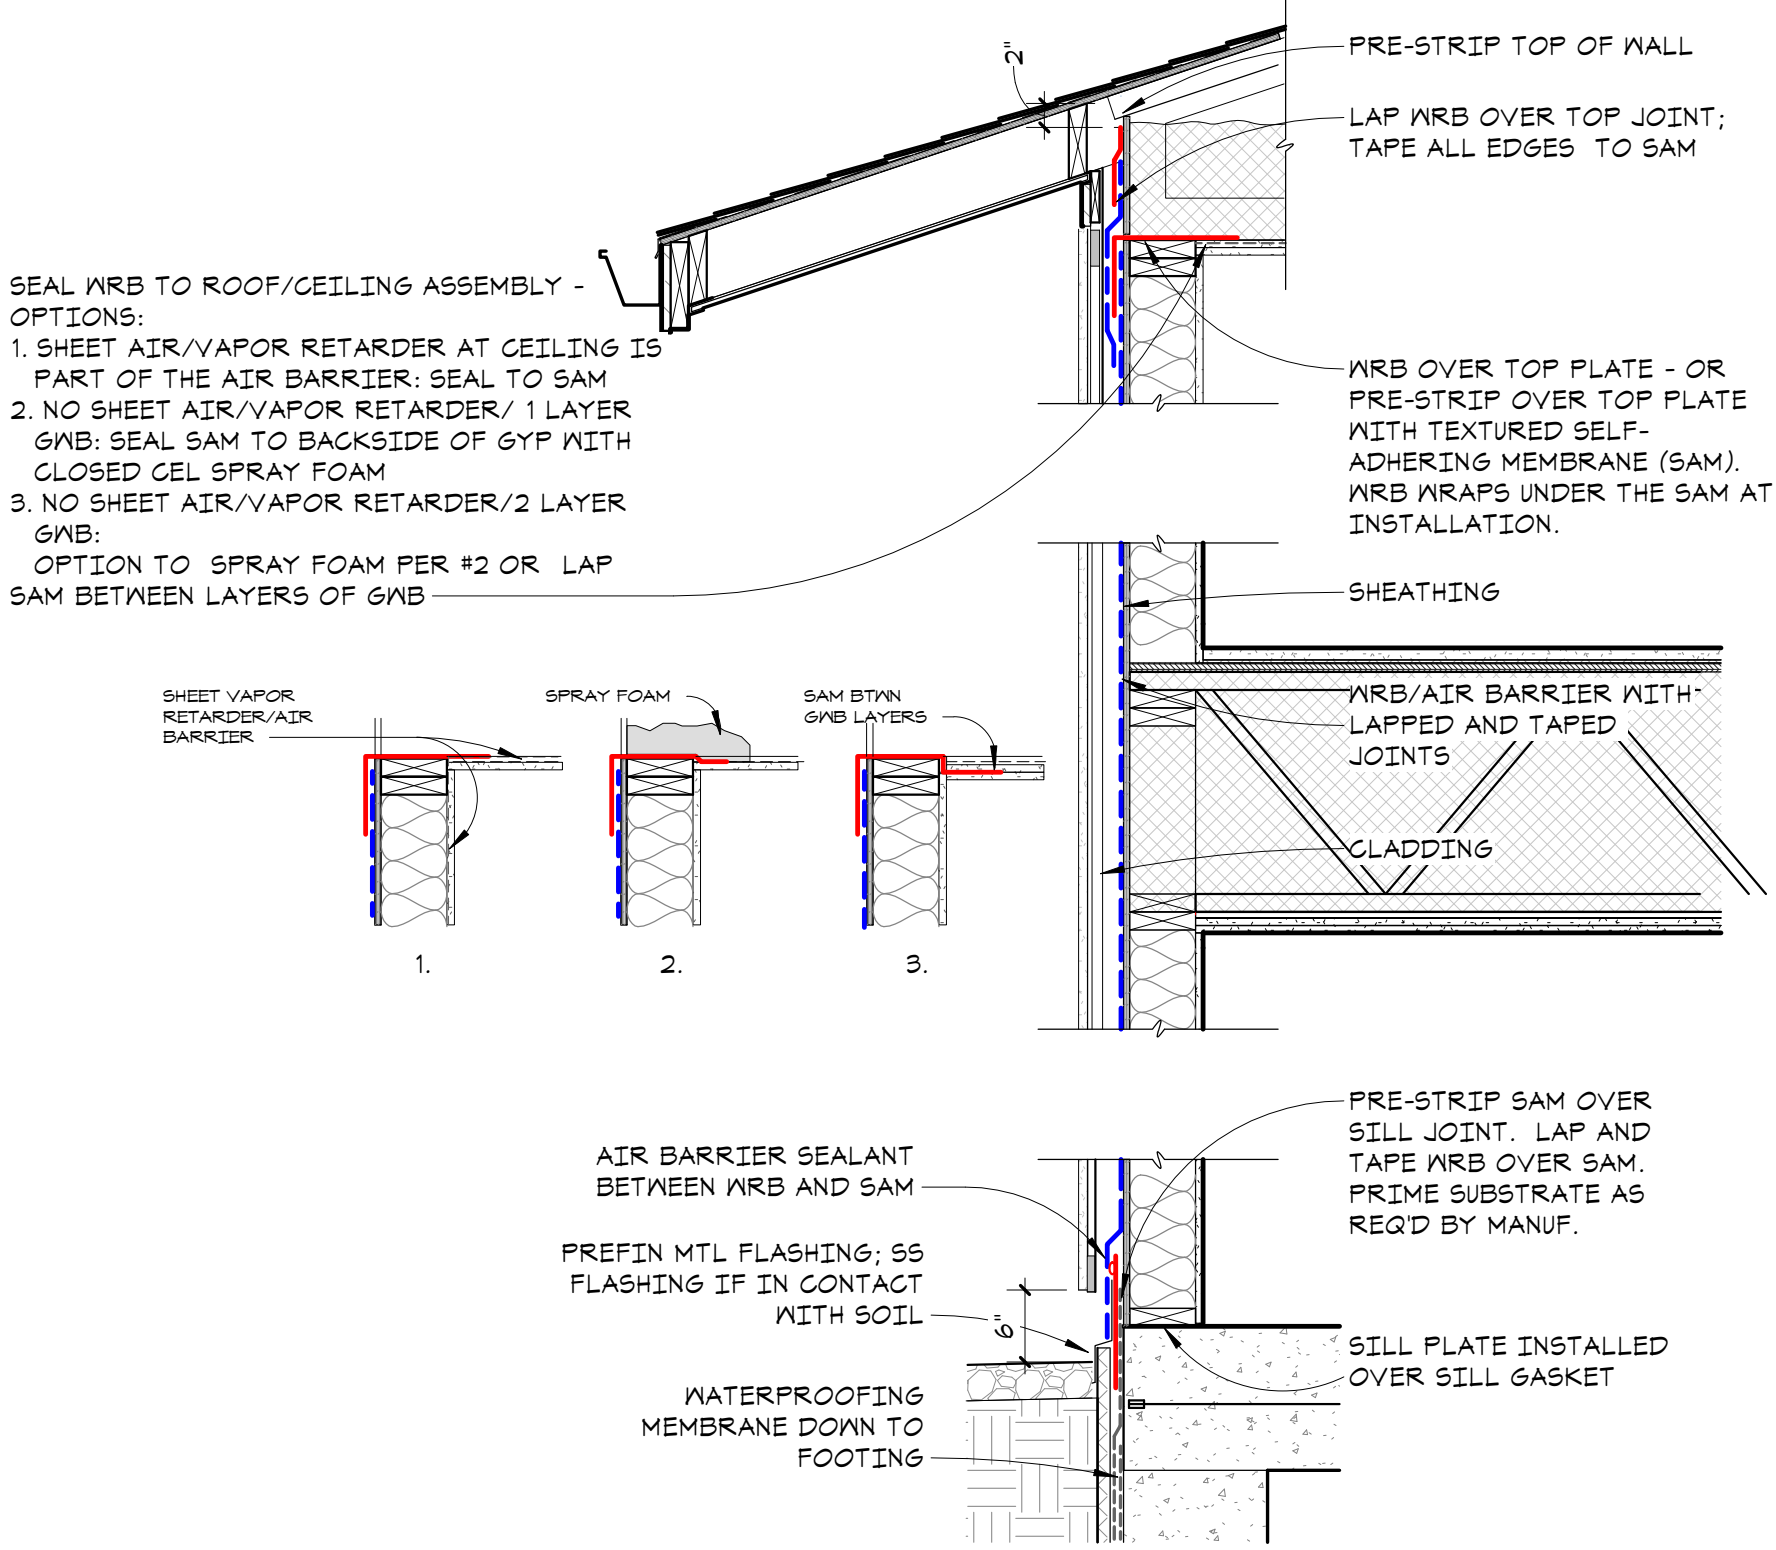 2"
PRE-STRIP TOP OF WALL
LAP WRB OVER TOP JOINT;
TAPE ALL EDGES TO SAM
SEAL WRB TO ROOF/CEILING ASSEMBLY -
OPTIONS:
1. SHEET AIR/VAPOR RETARDER AT CEILING IS
PART OF THE AIR BARRIER: SEAL TO SAM
2. NO SHEET AIR/VAPOR RETARDER/ 1 LAYER
GWB: SEAL SAM TO BACKSIDE OF GYP WITH
CLOSED CEL SPRAY FOAM
3. NO SHEET AIR/VAPOR RETARDER/2 LAYER
GWB:
OPTION TO SPRAY FOAM PER #2 OR LAP
SAM BETWEEN LAYERS OF GWB
WRB OVER TOP PLATE - OR
PRE-STRIP OVER TOP PLATE
WITH TEXTURED SELF-
ADHERING MEMBRANE (SAM).
WRB WRAPS UNDER THE SAM AT
INSTALLATION.
SHEATHING
SHEET VAPOR
RETARDER/AIR
BARRIER
SPRAY FOAM
SAM BTWN
GWB LAYERS
WRB/AIR BARRIER WITH
LAPPED AND TAPED
JOINTS
CLADDING
1.
2.
3.
PRE-STRIP SAM OVER
SILL JOINT. LAP AND
TAPE WRB OVER SAM.
PRIME SUBSTRATE AS
REQ'D BY MANUF.
AIR BARRIER SEALANT
BETWEEN WRB AND SAM
PREFIN MTL FLASHING; SS
FLASHING IF IN CONTACT
WITH SOIL
6"
SILL PLATE INSTALLED
OVER SILL GASKET
WATERPROOFING
MEMBRANE DOWN TO
FOOTING